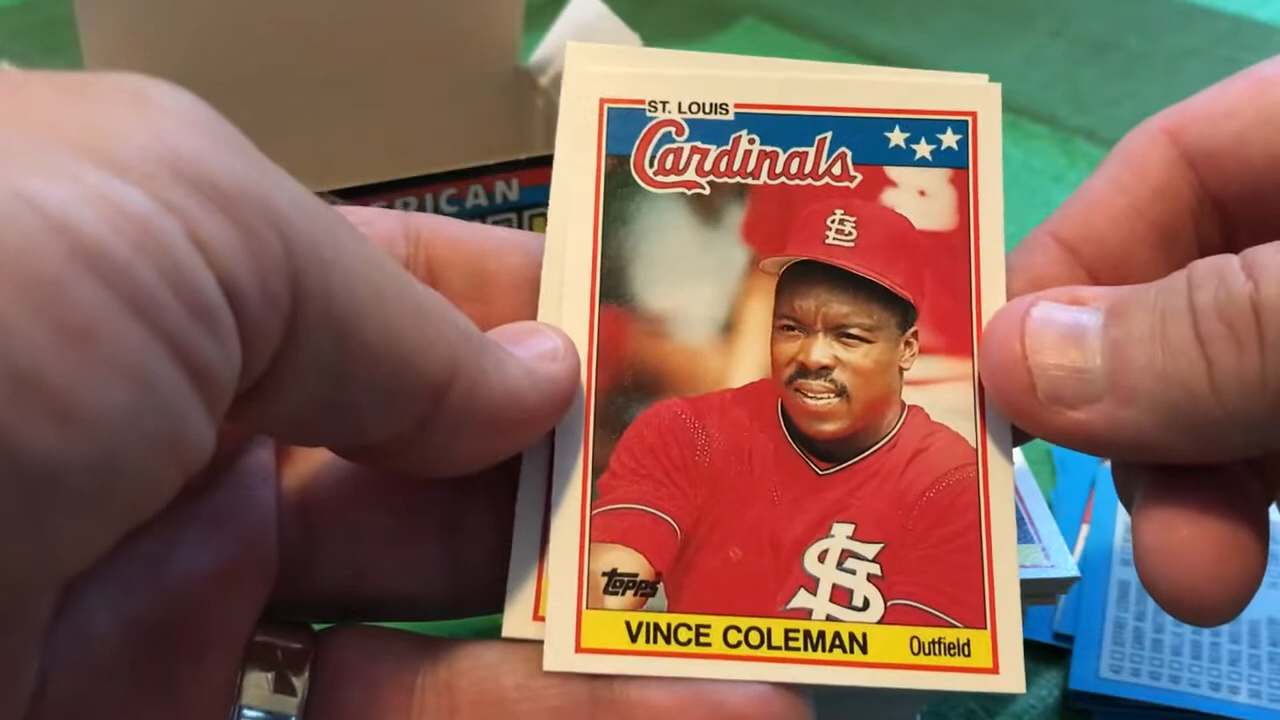 ST. LOUIS
Cardinals
STL
STL
topps
VINCE COLEMAN
Outfield
RICAN